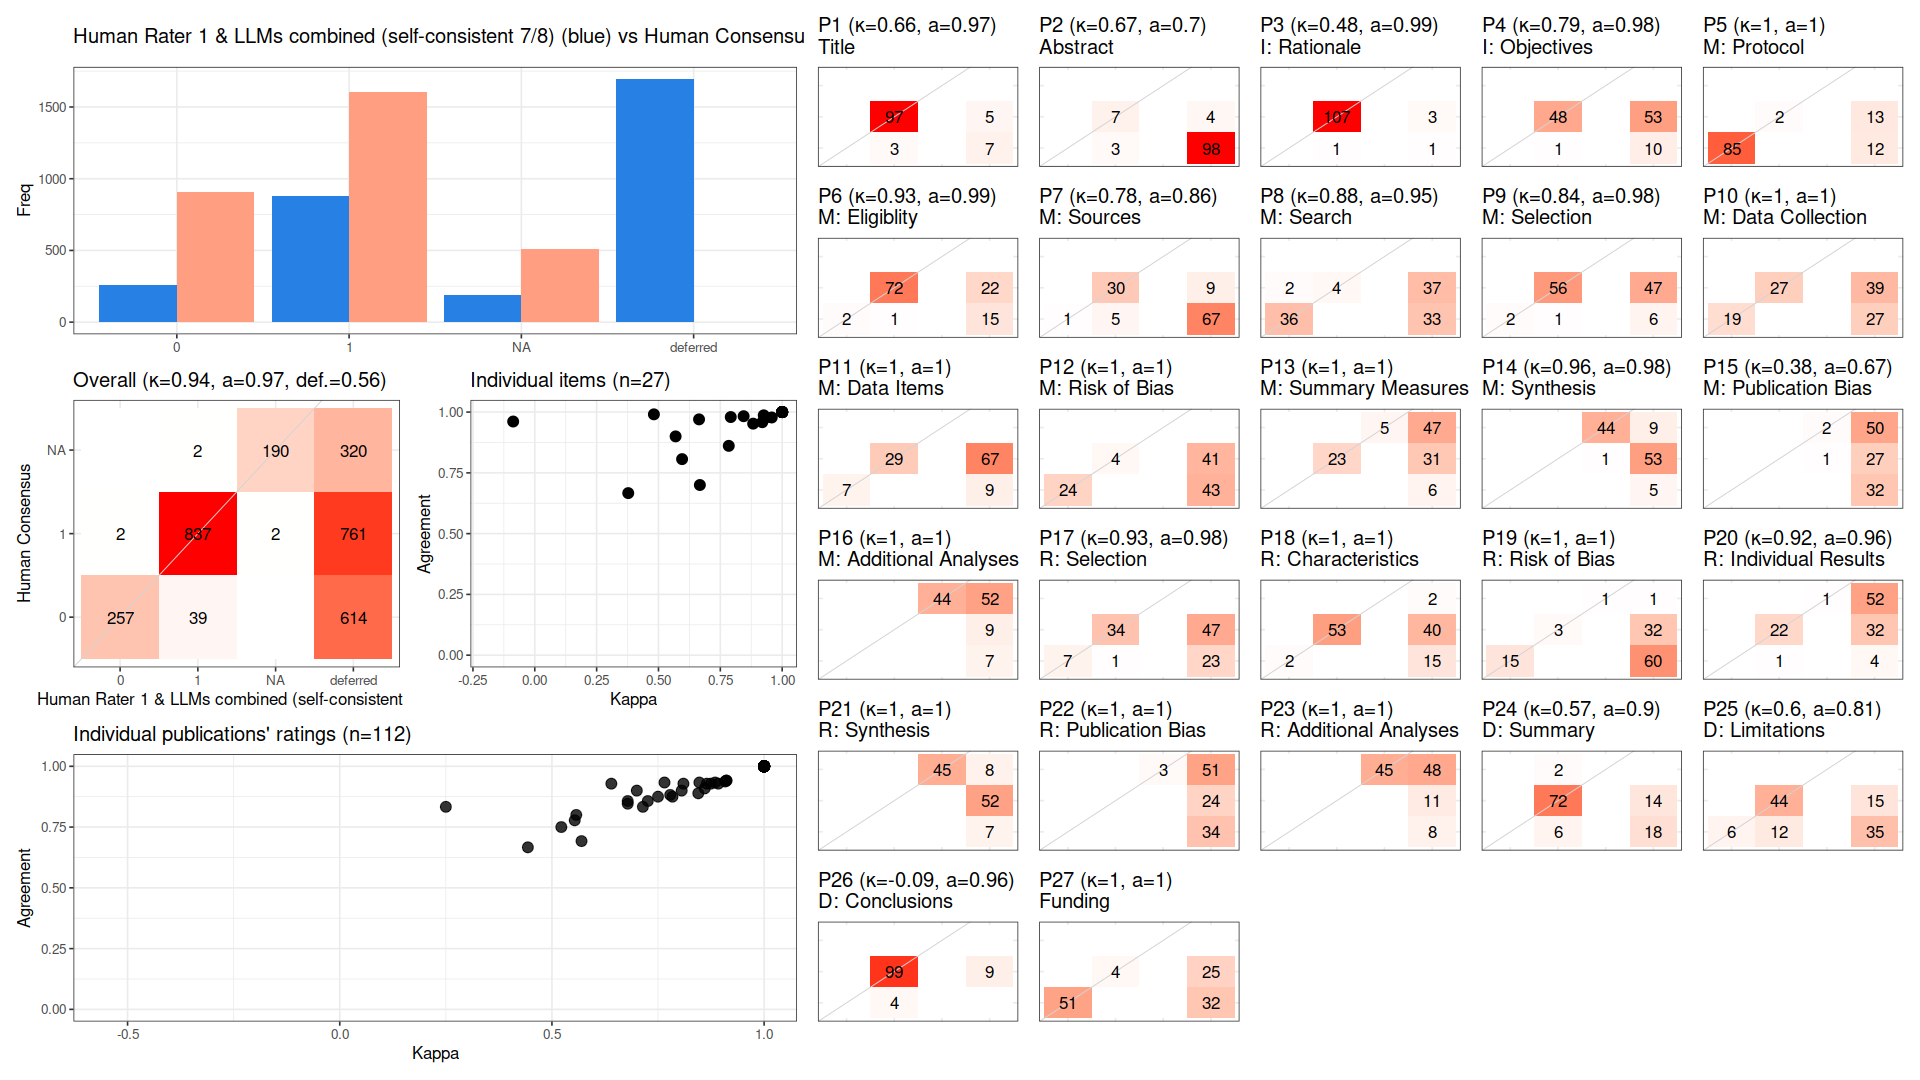 Human Rater 1 & LLMs combined (self-consistent 7/8) (blue) vs Human Consensu
Freq
1500
1000
500
0
0 1 NA deferred
Overall (κ=0.94, a=0.97, def.=0.56)
Human Consensus
NA 2 190 320
1 2 837 2 761
0 257 39 614
0 1 NA deferred
Human Rater 1 & LLMs combined (self-consistent
Individual items (n=27)
Agreement
1.00
0.75
0.50
0.25
0.00
-0.25 0.00 0.25 0.50 0.75 1.00
Kappa
Individual publications' ratings (n=112)
Agreement
1.00
0.75
0.50
0.25
0.00
-0.5 0.0 0.5 1.0
Kappa
P1 (κ=0.66, a=0.97)
Title
97 5
3 7
P2 (κ=0.67, a=0.7)
Abstract
7 4
3 98
P3 (κ=0.48, a=0.99)
I: Rationale
107 3
1 1
P4 (κ=0.79, a=0.98)
I: Objectives
48 53
1 10
P5 (κ=1, a=1)
M: Protocol
2 13
85 12
P6 (κ=0.93, a=0.99)
M: Eligiblity
72 22
2 1 15
P7 (κ=0.78, a=0.86)
M: Sources
30 9
1 5 67
P8 (κ=0.88, a=0.95)
M: Search
2 4 37
36 33
P9 (κ=0.84, a=0.98)
M: Selection
56 47
2 1 6
P10 (κ=1, a=1)
M: Data Collection
27 39
19 27
P11 (κ=1, a=1)
M: Data Items
29 67
7 9
P12 (κ=1, a=1)
M: Risk of Bias
4 41
24 43
P13 (κ=1, a=1)
M: Summary Measures
5 47
23 31
6
P14 (κ=0.96, a=0.98)
M: Synthesis
44 9
1 53
5
P15 (κ=0.38, a=0.67)
M: Publication Bias
2 50
1 27
32
P16 (κ=1, a=1)
M: Additional Analyses
44 52
9
7
P17 (κ=0.93, a=0.98)
R: Selection
34 47
7 1 23
P18 (κ=1, a=1)
R: Characteristics
2
53 40
2 15
P19 (κ=1, a=1)
R: Risk of Bias
1 1
3 32
15 60
P20 (κ=0.92, a=0.96)
R: Individual Results
1 52
22 32
1 4
P21 (κ=1, a=1)
R: Synthesis
45 8
52
7
P22 (κ=1, a=1)
R: Publication Bias
3 51
24
34
P23 (κ=1, a=1)
R: Additional Analyses
45 48
11
8
P24 (κ=0.57, a=0.9)
D: Summary
2
72 14
6 18
P25 (κ=0.6, a=0.81)
D: Limitations
44 15
6 12 35
P26 (κ=-0.09, a=0.96)
D: Conclusions
99 9
4
P27 (κ=1, a=1)
Funding
4 25
51 32